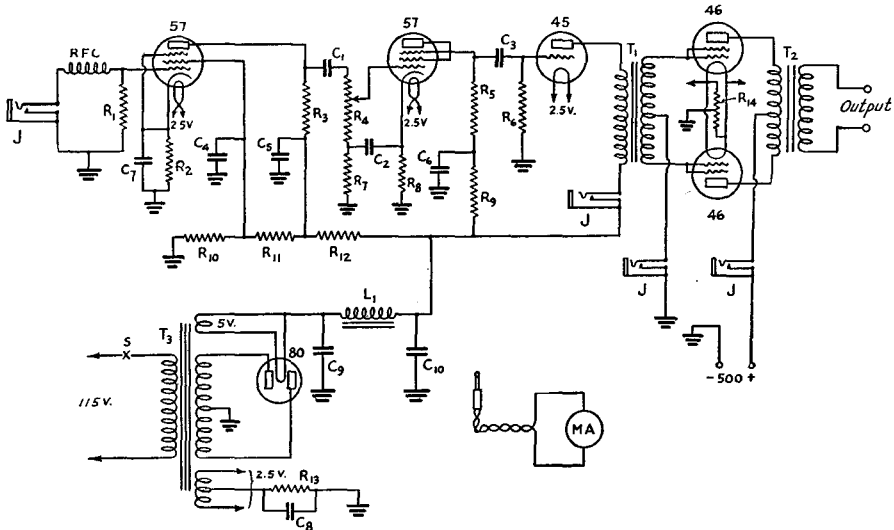 57
57
45
46
RFC
C1
C3
T1
T2
R1
2.5V
R3
R4
2.5V.
R5
R6
2.5V.
R14
Output
J
C7
R2
C4
C5
C2
R7
R8
C6
R9
46
J
R10
R11
R12
J
J
L1
5V.
T3
S
80
C9
C10
-500 +
115V
MA
2.5V.
R13
C8